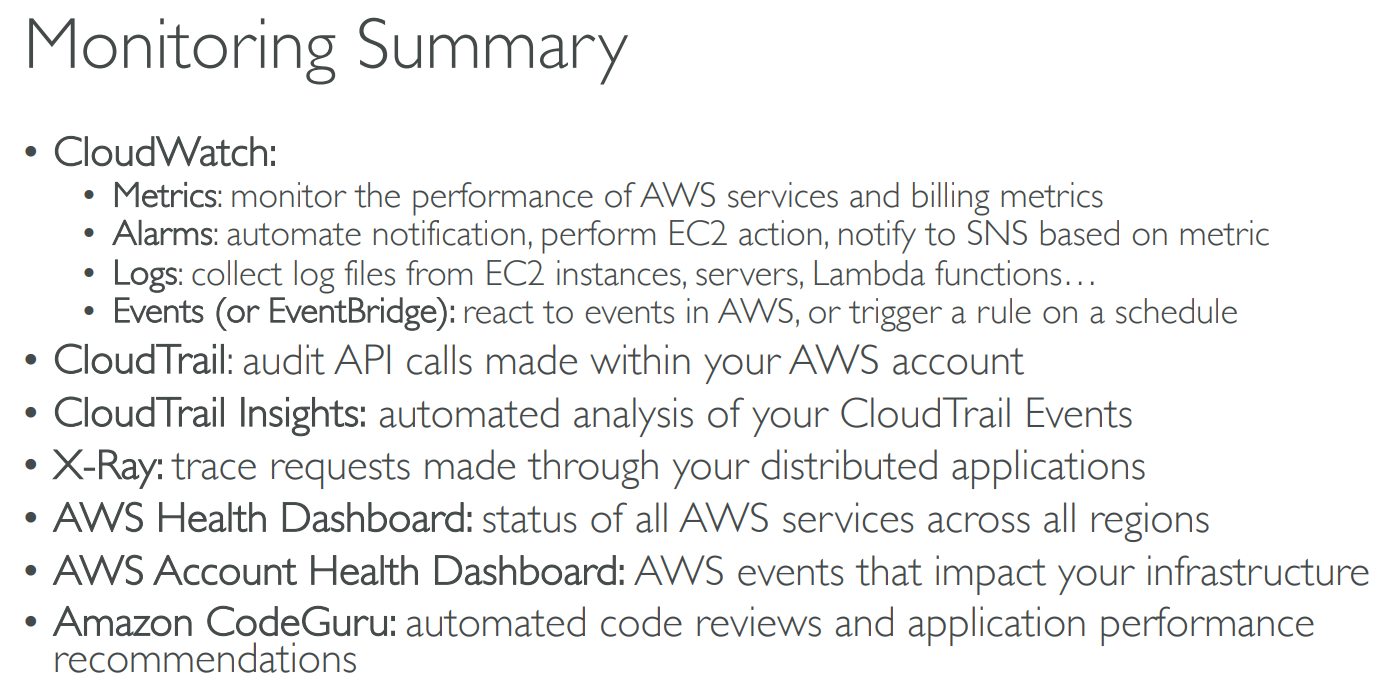 Monitoring Summary
• CloudWatch:
• Metrics: monitor the performance of AWS services and billing metrics
• Alarms: automate notification, perform EC2 action, notify to SNS based on metric
• Logs: collect log files from EC2 instances, servers, Lambda functions…
• Events (or EventBridge): react to events in AWS, or trigger a rule on a schedule
• CloudTrail: audit API calls made within your AWS account
• CloudTrail Insights: automated analysis of your CloudTrail Events
• X-Ray: trace requests made through your distributed applications
• AWS Health Dashboard: status of all AWS services across all regions
• AWS Account Health Dashboard: AWS events that impact your infrastructure
• Amazon CodeGuru: automated code reviews and application performance
recommendations